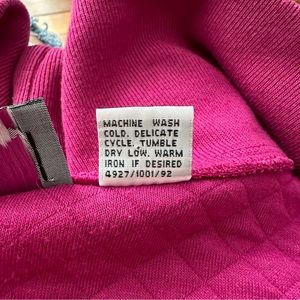 MACHINE WASH
COLD. DELICATE
CYCLE. TUMBLE
DRY LOW. WARM
IRON IF DESIRED
4927/1001/92